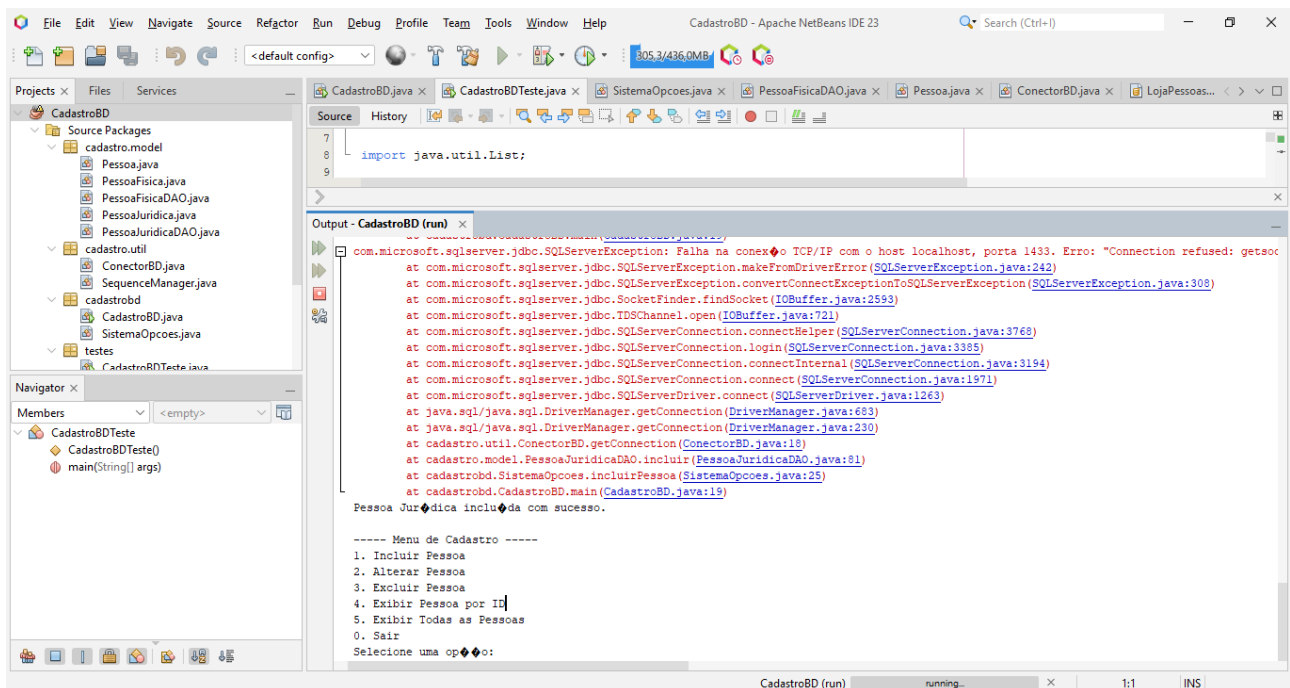 File Edit View Navigate Source Refactor Run Debug Profile Team Tools Window Help CadastroBD - Apache NetBeans IDE 23 Search (Ctrl+I)
<default config> 305,3/436,0MB
Projects Files Services
CadastroBD
Source Packages
cadastro.model
Pessoa.java
PessoaFisica.java
PessoaFisicaDAO.java
PessoaJuridica.java
PessoaJuridicaDAO.java
cadastro.util
ConectorBD.java
SequenceManager.java
cadastrobd
CadastroBD.java
SistemaOpcoes.java
testes
CadastroBDTeste.java
Navigator
Members <empty>
CadastroBDTeste
CadastroBDTeste()
main(String[] args)
CadastroBD.java CadastroBDTeste.java SistemaOpcoes.java PessoaFisicaDAO.java Pessoa.java ConectorBD.java LojaPessoas...
Source History
7
8 import java.util.List;
9
Output - CadastroBD (run)
at cadastrobd.CadastroBD.main(CadastroBD.java:19)
com.microsoft.sqlserver.jdbc.SQLServerException: Falha na conex�o TCP/IP com o host localhost, porta 1433. Erro: "Connection refused: getsoc
at com.microsoft.sqlserver.jdbc.SQLServerException.makeFromDriverError(SQLServerException.java:242)
at com.microsoft.sqlserver.jdbc.SQLServerException.convertConnectExceptionToSQLServerException(SQLServerException.java:308)
at com.microsoft.sqlserver.jdbc.SocketFinder.findSocket(IOBuffer.java:2593)
at com.microsoft.sqlserver.jdbc.TDSChannel.open(IOBuffer.java:721)
at com.microsoft.sqlserver.jdbc.SQLServerConnection.connectHelper(SQLServerConnection.java:3768)
at com.microsoft.sqlserver.jdbc.SQLServerConnection.login(SQLServerConnection.java:3385)
at com.microsoft.sqlserver.jdbc.SQLServerConnection.connectInternal(SQLServerConnection.java:3194)
at com.microsoft.sqlserver.jdbc.SQLServerConnection.connect(SQLServerConnection.java:1971)
at com.microsoft.sqlserver.jdbc.SQLServerDriver.connect(SQLServerDriver.java:1263)
at java.sql/java.sql.DriverManager.getConnection(DriverManager.java:683)
at java.sql/java.sql.DriverManager.getConnection(DriverManager.java:230)
at cadastro.util.ConectorBD.getConnection(ConectorBD.java:18)
at cadastro.model.PessoaJuridicaDAO.incluir(PessoaJuridicaDAO.java:81)
at cadastrobd.SistemaOpcoes.incluirPessoa(SistemaOpcoes.java:25)
at cadastrobd.CadastroBD.main(CadastroBD.java:19)
Pessoa Jur�dica inclu�da com sucesso.
----- Menu de Cadastro -----
1. Incluir Pessoa
2. Alterar Pessoa
3. Excluir Pessoa
4. Exibir Pessoa por ID
5. Exibir Todas as Pessoas
0. Sair
Selecione uma op��o:
CadastroBD (run) running... 1:1 INS